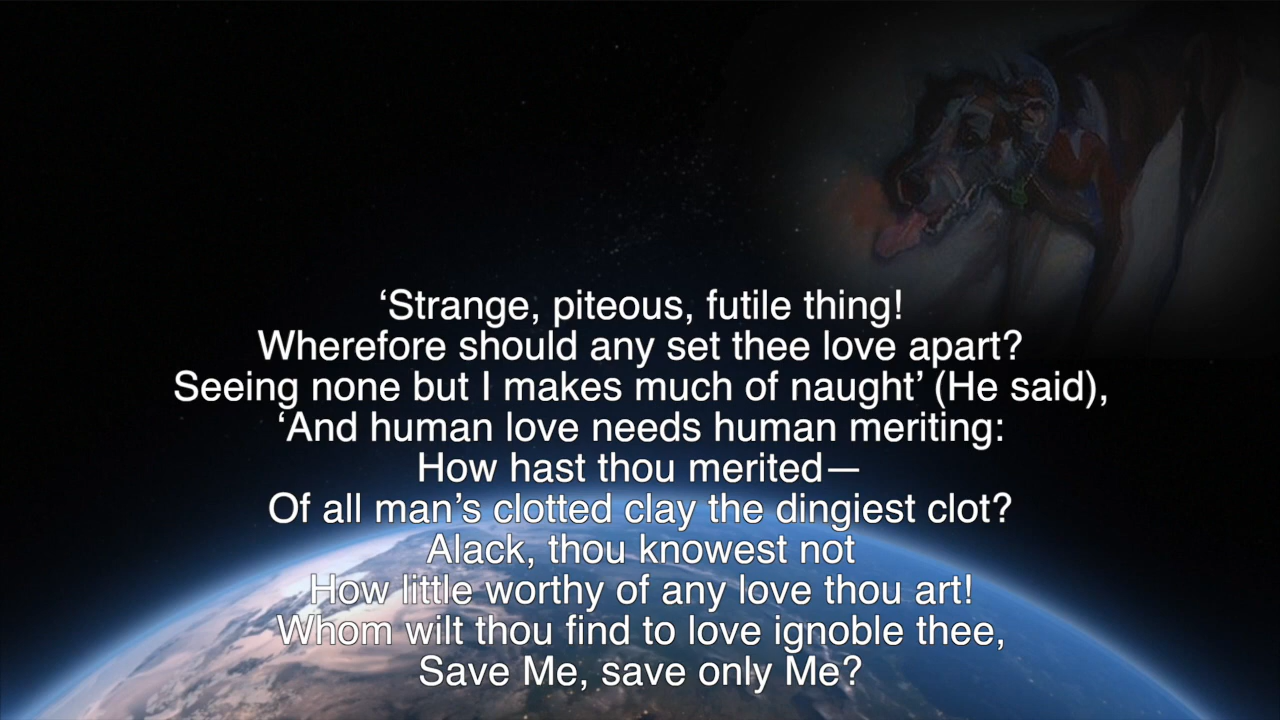 ‘Strange, piteous, futile thing!
Wherefore should any set thee love apart?
Seeing none but I makes much of naught’ (He said),
‘And human love needs human meriting:
How hast thou merited—
Of all man’s clotted clay the dingiest clot?
Alack, thou knowest not
How little worthy of any love thou art!
Whom wilt thou find to love ignoble thee,
Save Me, save only Me?